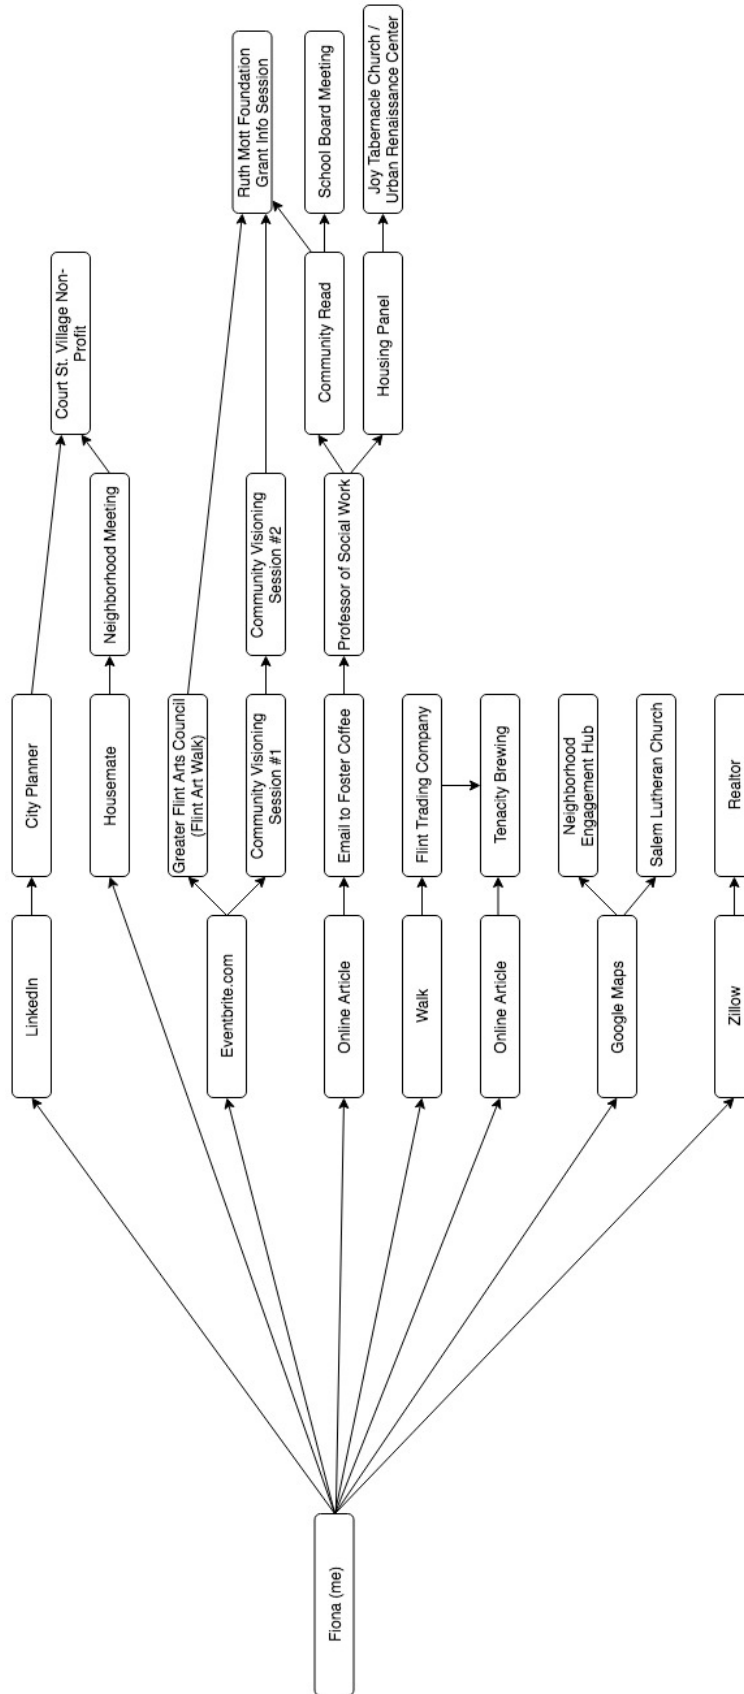 Fiona (me)
LinkedIn
City Planner
Court St. Village Non-
Profit
Housemate
Neighborhood Meeting
Eventbrite.com
Greater Flint Arts Council
(Flint Art Walk)
Ruth Mott Foundation
Grant Info Session
Community Visioning
Session #1
Community Visioning
Session #2
Online Article
Email to Foster Coffee
Professor of Social Work
Community Read
School Board Meeting
Housing Panel
Joy Tabernacle Church /
Urban Renaissance Center
Walk
Flint Trading Company
Online Article
Tenacity Brewing
Google Maps
Neighborhood
Engagement Hub
Salem Lutheran Church
Zillow
Realtor